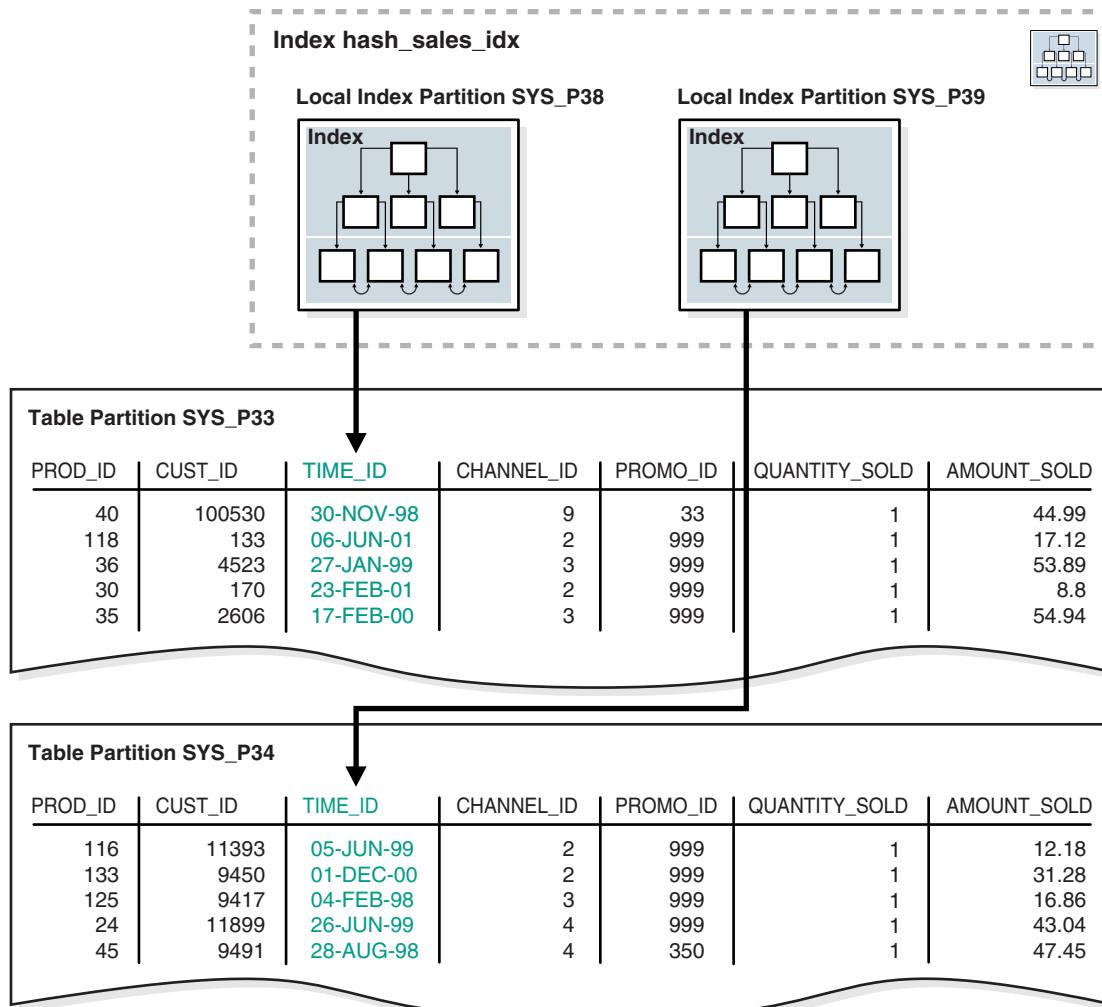 Index hash_sales_idx
Local Index Partition SYS_P38 Local Index Partition SYS_P39
Index Index
Table Partition SYS_P33
PROD_ID CUST_ID TIME_ID CHANNEL_ID PROMO_ID QUANTITY_SOLD AMOUNT_SOLD
40 100530 30-NOV-98 9 33 1 44.99
118 133 06-JUN-01 2 999 1 17.12
36 4523 27-JAN-99 3 999 1 53.89
30 170 23-FEB-01 2 999 1 8.8
35 2606 17-FEB-00 3 999 1 54.94
Table Partition SYS_P34
PROD_ID CUST_ID TIME_ID CHANNEL_ID PROMO_ID QUANTITY_SOLD AMOUNT_SOLD
116 11393 05-JUN-99 2 999 1 12.18
133 9450 01-DEC-00 2 999 1 31.28
125 9417 04-FEB-98 3 999 1 16.86
24 11899 26-JUN-99 4 999 1 43.04
45 9491 28-AUG-98 4 350 1 47.45